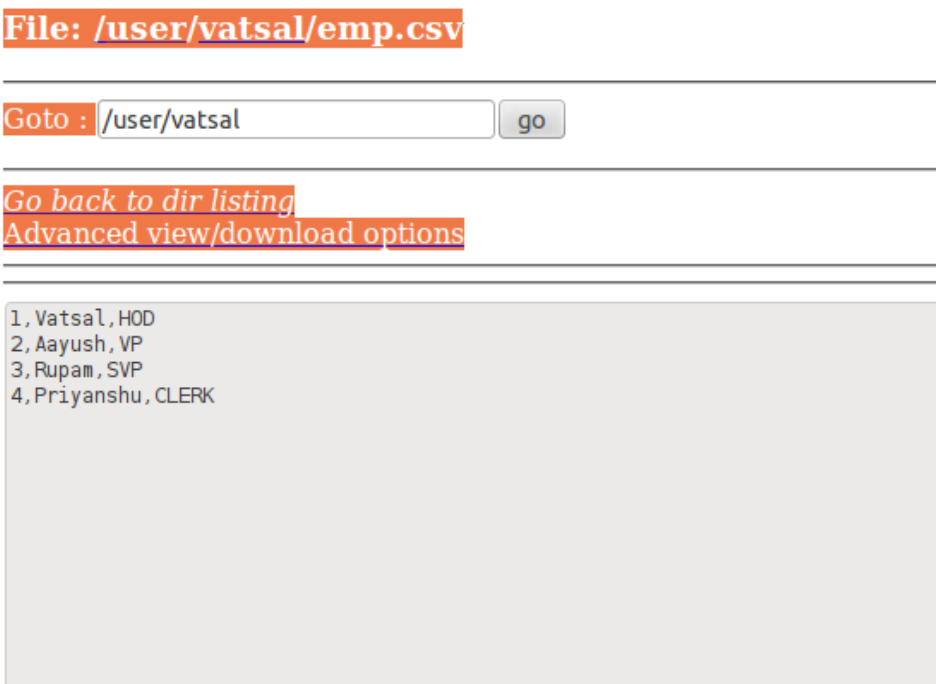 File: /user/vatsal/emp.csv
Goto : /user/vatsal go
Go back to dir listing
Advanced view/download options
1,Vatsal,HOD
2,Aayush,VP
3,Rupam,SVP
4,Priyanshu,CLERK